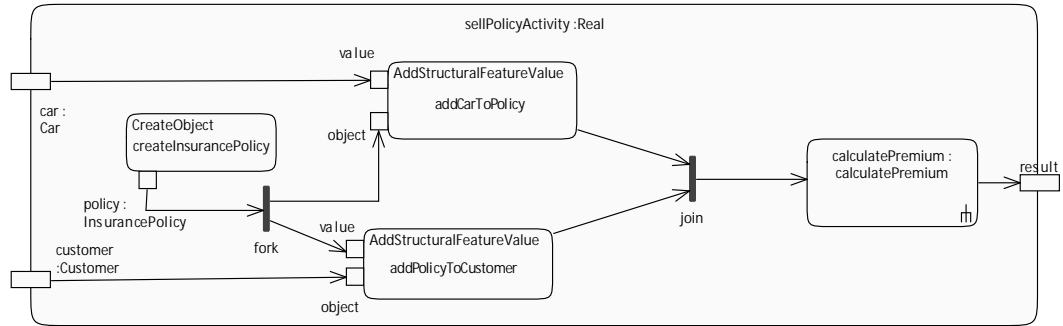 sellPolicyActivity :Real
value
AddStructuralFeatureValue
addCarToPolicy
car :
Car
object
CreateObject
createInsurancePolicy
calculatePremium :
calculatePremium
result
policy :
InsurancePolicy
fork
join
value
AddStructuralFeatureValue
addPolicyToCustomer
customer
:Customer
object